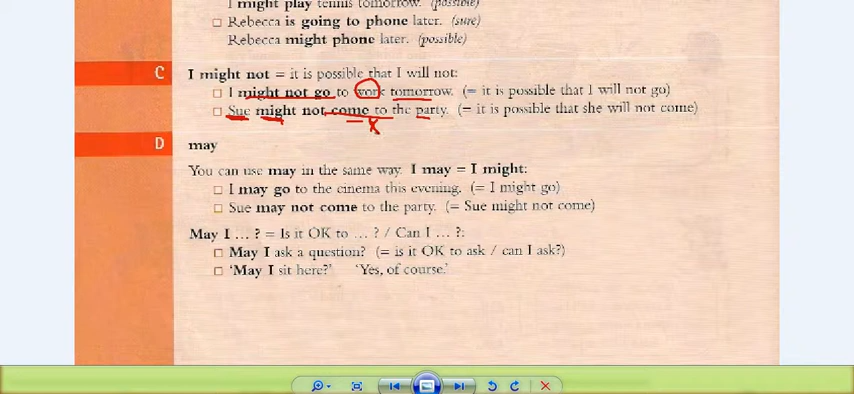 I might play tennis tomorrow. (possible)
Rebecca is going to phone later. (sure)
Rebecca might phone later. (possible)
C I might not = it is possible that I will not:
I might not go to work tomorrow. (= it is possible that I will not go)
Sue might not come to the party. (= it is possible that she will not come)
D may
You can use may in the same way. I may = I might:
I may go to the cinema this evening. (= I might go)
Sue may not come to the party. (= Sue might not come)
May I … ? = Is it OK to … ? / Can I … ?:
May I ask a question? (= is it OK to ask / can I ask?)
'May I sit here?' 'Yes, of course.'